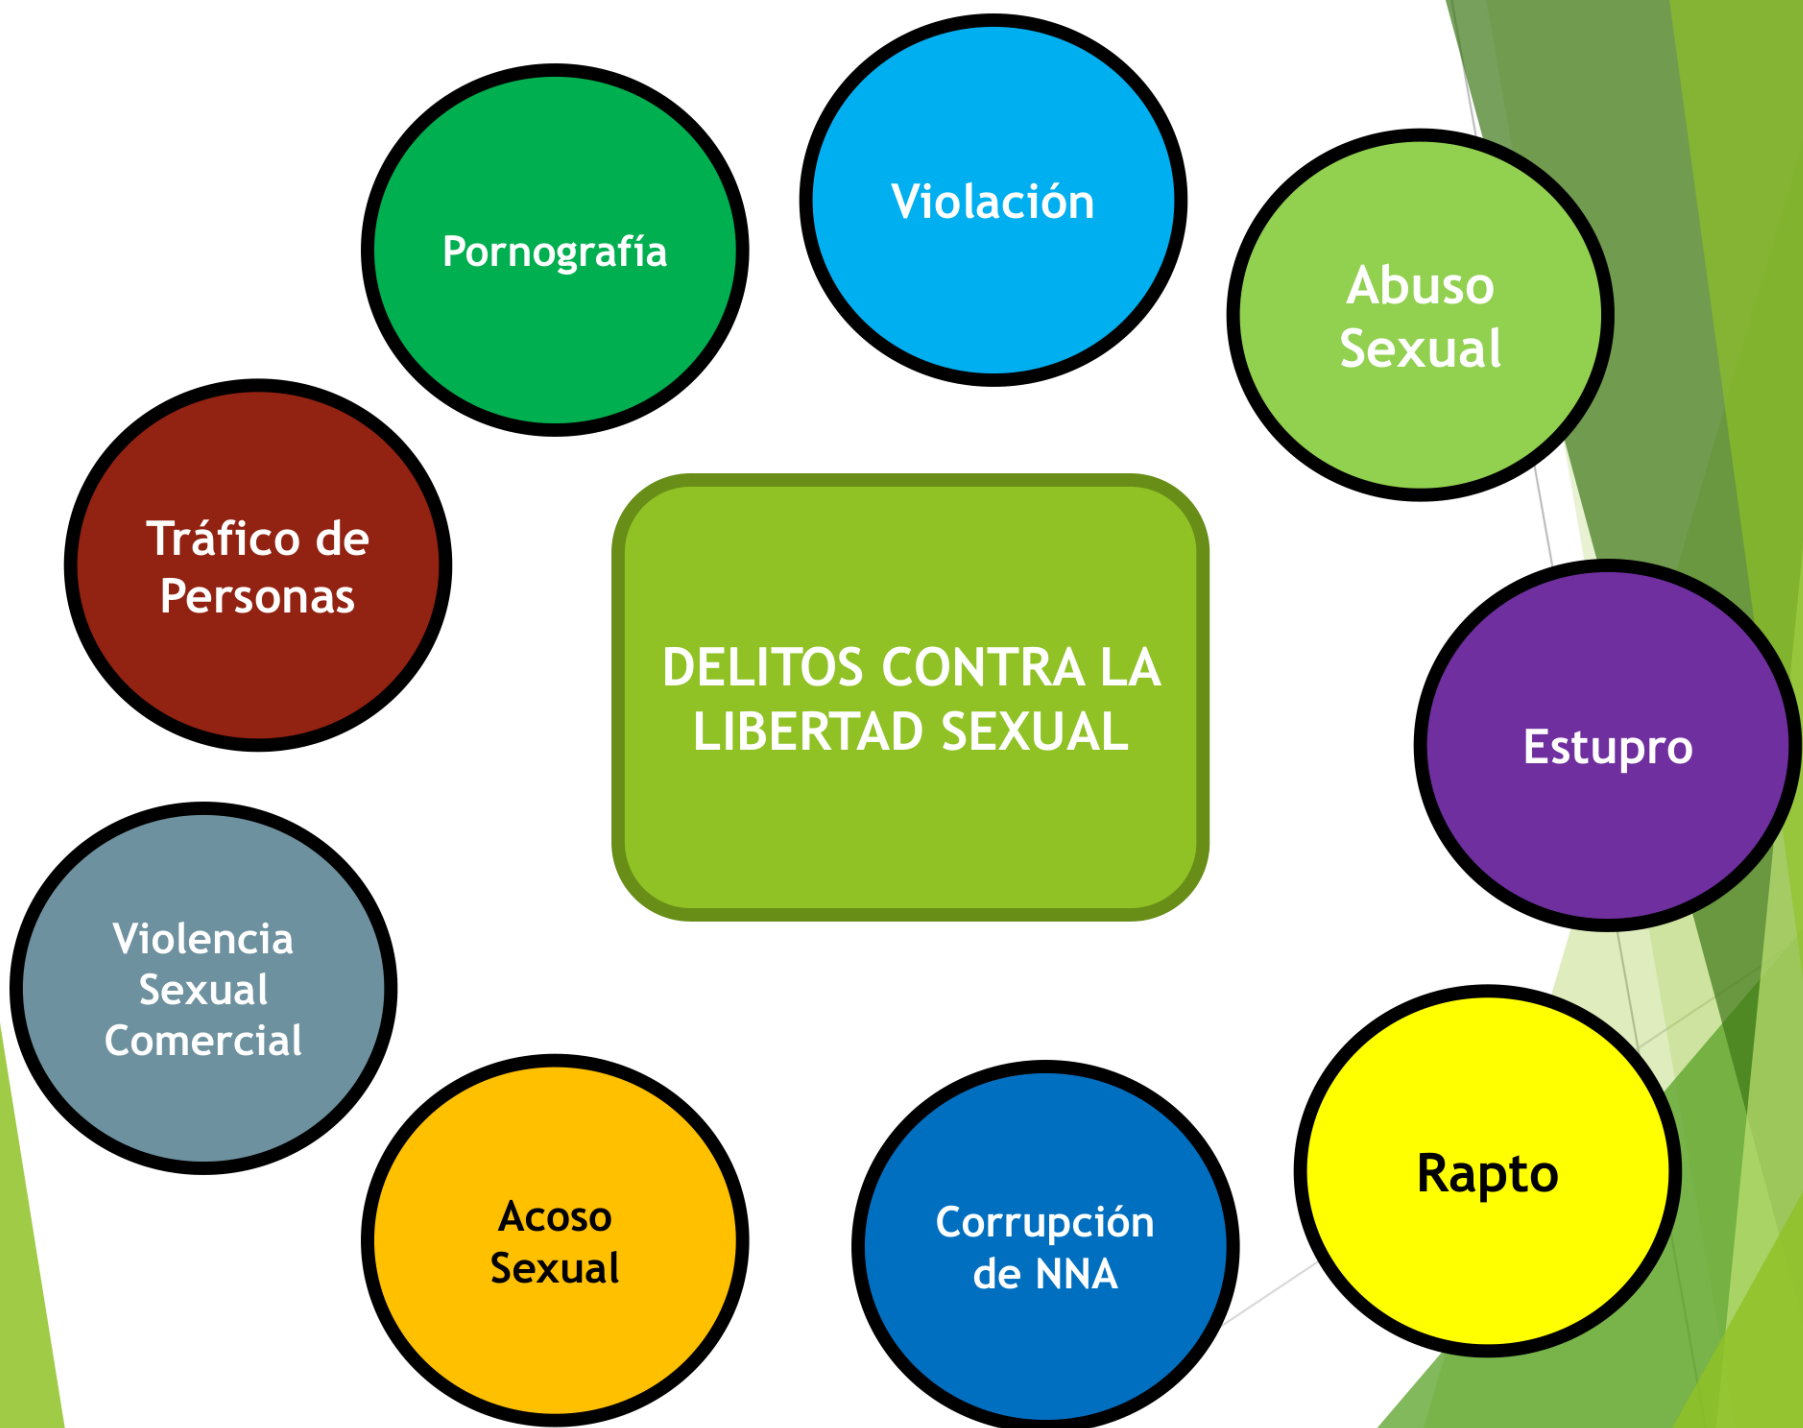 Violación
Pornografía
Abuso
Sexual
Tráfico de
Personas
DELITOS CONTRA LA
LIBERTAD SEXUAL
Estupro
Violencia
Sexual
Comercial
Rapto
Acoso
Sexual
Corrupción
de NNA